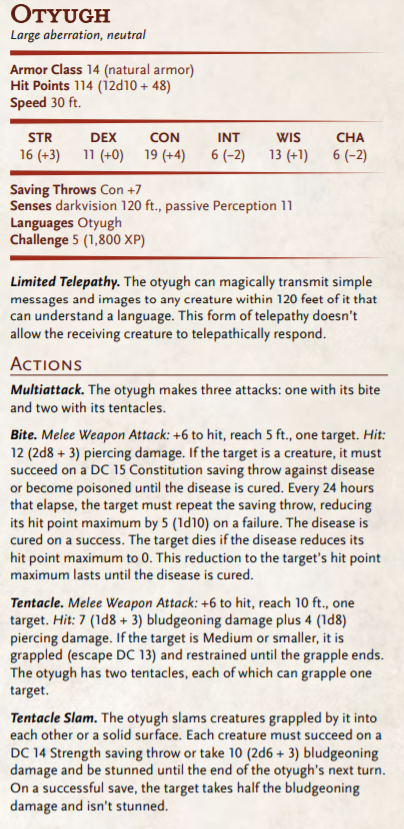 OTYUGH
Large aberration, neutral
Armor Class 14 (natural armor)
Hit Points 114 (12d10 + 48)
Speed 30 ft.
STR DEX CON INT WIS CHA
16 (+3) 11 (+0) 19 (+4) 6 (−2) 13 (+1) 6 (−2)
Saving Throws Con +7
Senses darkvision 120 ft., passive Perception 11
Languages Otyugh
Challenge 5 (1,800 XP)
Limited Telepathy. The otyugh can magically transmit simple
messages and images to any creature within 120 feet of it that
can understand a language. This form of telepathy doesn't
allow the receiving creature to telepathically respond.
ACTIONS
Multiattack. The otyugh makes three attacks: one with its bite
and two with its tentacles.
Bite. Melee Weapon Attack: +6 to hit, reach 5 ft., one target. Hit:
12 (2d8 + 3) piercing damage. If the target is a creature, it must
succeed on a DC 15 Constitution saving throw against disease
or become poisoned until the disease is cured. Every 24 hours
that elapse, the target must repeat the saving throw, reducing
its hit point maximum by 5 (1d10) on a failure. The disease is
cured on a success. The target dies if the disease reduces its
hit point maximum to 0. This reduction to the target's hit point
maximum lasts until the disease is cured.
Tentacle. Melee Weapon Attack: +6 to hit, reach 10 ft., one
target. Hit: 7 (1d8 + 3) bludgeoning damage plus 4 (1d8)
piercing damage. If the target is Medium or smaller, it is
grappled (escape DC 13) and restrained until the grapple ends.
The otyugh has two tentacles, each of which can grapple one
target.
Tentacle Slam. The otyugh slams creatures grappled by it into
each other or a solid surface. Each creature must succeed on a
DC 14 Strength saving throw or take 10 (2d6 + 3) bludgeoning
damage and be stunned until the end of the otyugh's next turn.
On a successful save, the target takes half the bludgeoning
damage and isn't stunned.